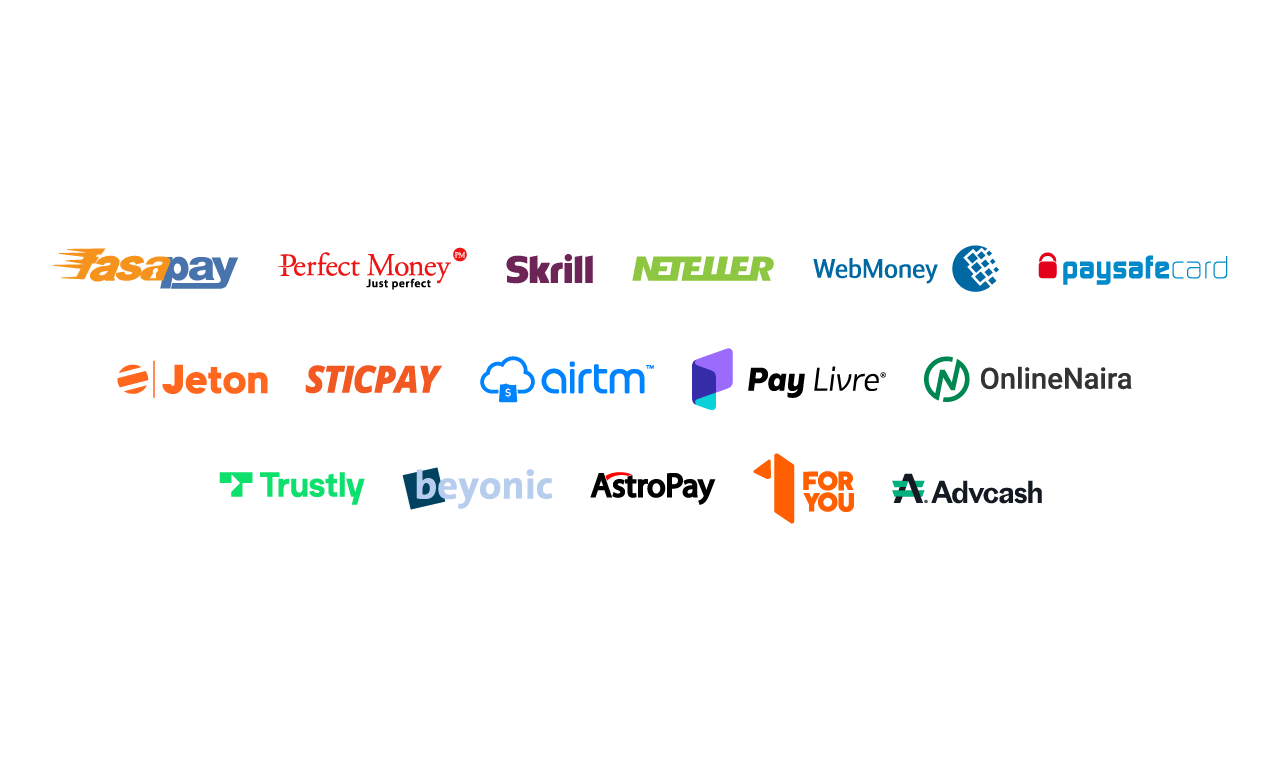 fasapay
Perfect Money PM
Just perfect
Skrill
NETELLER
WebMoney
paysafecard
Jeton
STICPAY
$ airtm™
Pay Livre®
N OnlineNaira
Trustly
beyonic
AstroPay
1 FOR
YOU
Advcash